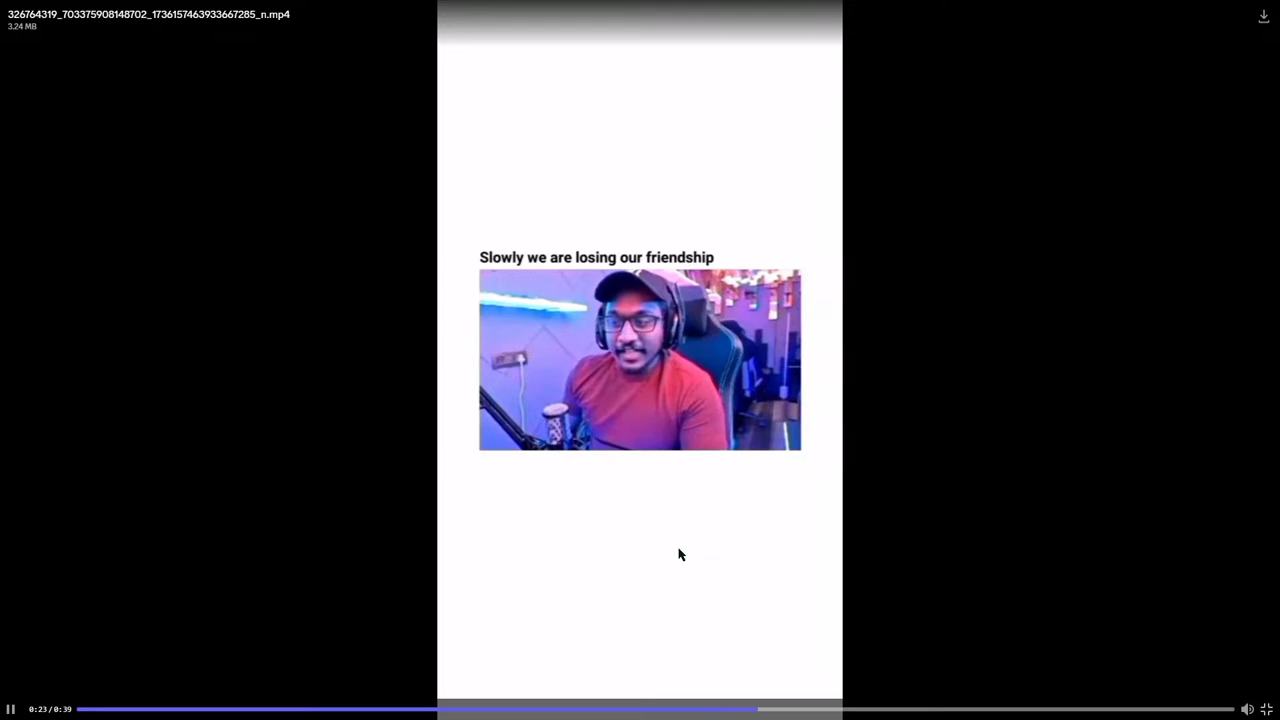 326764319_703375908148702_1736157463933667285_n.mp4
3.24 MB
Slowly we are losing our friendship
0:23/0:39